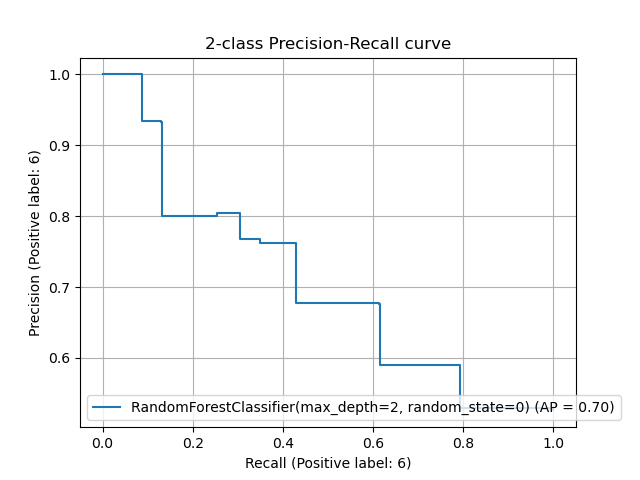 2-class Precision-Recall curve
Precision (Positive label: 6)
1.0
0.9
0.8
0.7
0.6
RandomForestClassifier(max_depth=2, random_state=0) (AP = 0.70)
0.0 0.2 0.4 0.6 0.8 1.0
Recall (Positive label: 6)